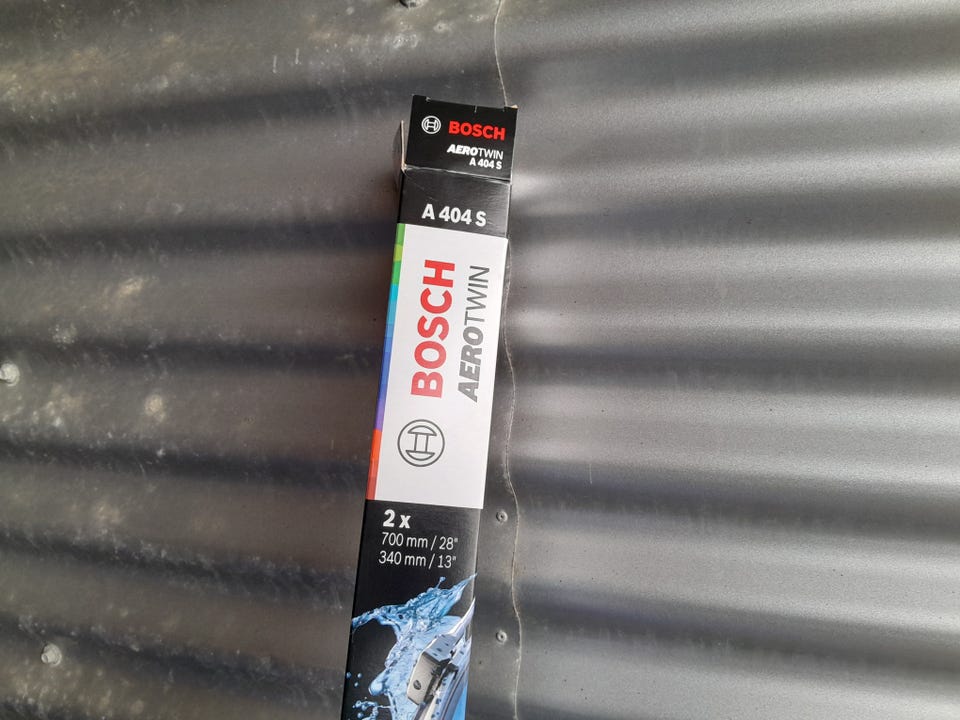 BOSCH
AEROTWIN
A 404 S
A 404 S
BOSCH
AEROTWIN
2 x
700 mm / 28"
340 mm / 13"